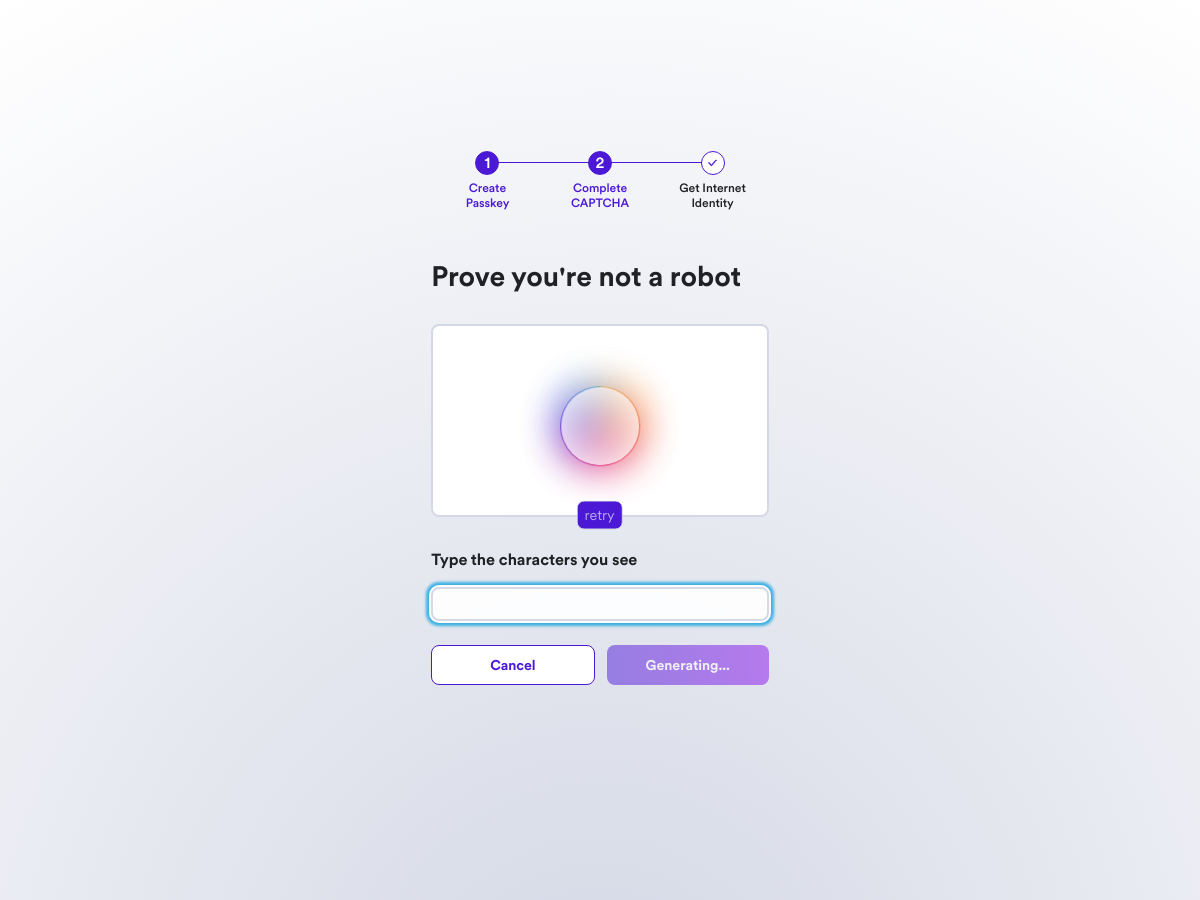 1
2
Create
Passkey
Complete
CAPTCHA
Get Internet
Identity
Prove you're not a robot
retry
Type the characters you see
Cancel
Generating...